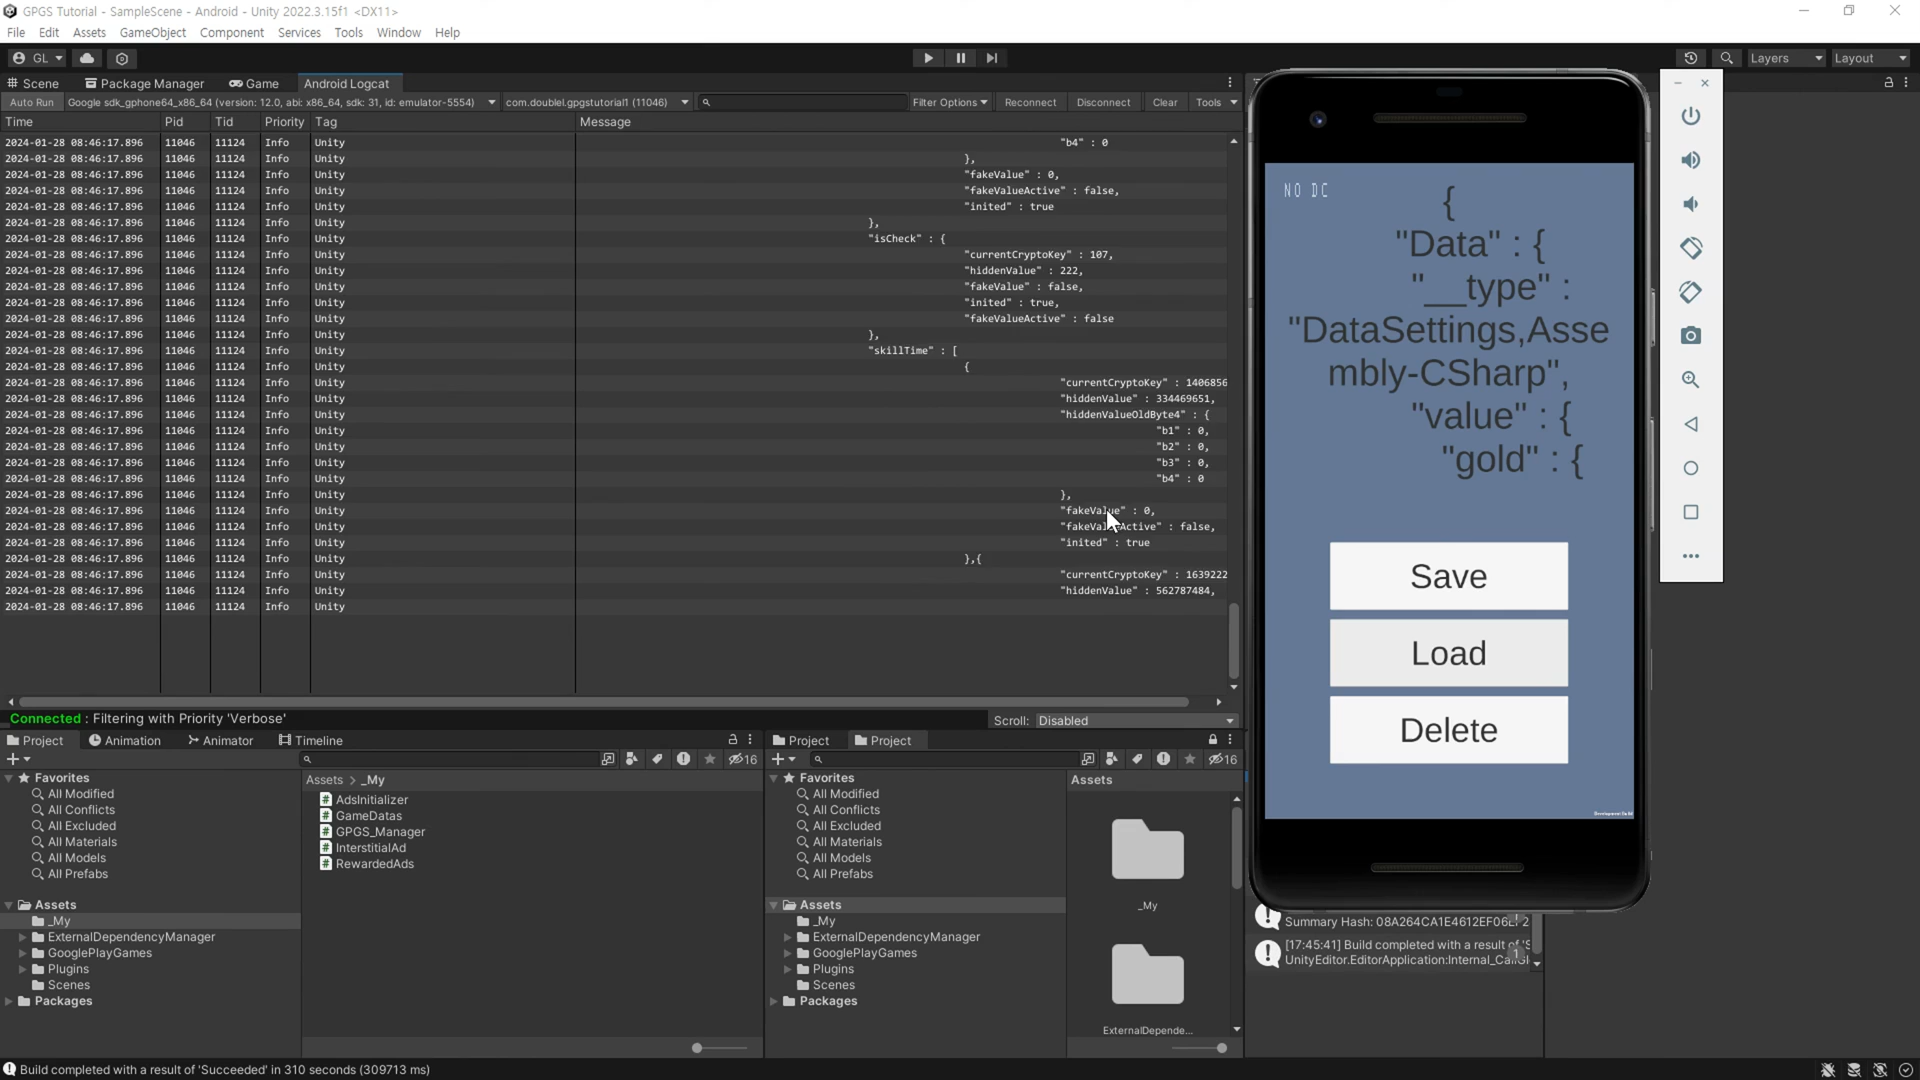 GPGS Tutorial - SampleScene - Android - Unity 2022.3.15f1 <DX11>
File Edit Assets GameObject Component Services Tools Window Help
GL Layers Layout
Scene Package Manager Game Android Logcat
Auto Run Google sdk_gphone64_x86_64 (version: 12.0, abi: x86_64, sdk: 31, id: emulator-5554) com.doublel.gpgstutorial1 (11046) Filter Options Reconnect Disconnect Clear Tools
Time Pid Tid Priority Tag Message
2024-01-28 08:46:17.896 11046 11124 Info Unity "b4" : 0
2024-01-28 08:46:17.896 11046 11124 Info Unity },
2024-01-28 08:46:17.896 11046 11124 Info Unity "fakeValue" : 0,
2024-01-28 08:46:17.896 11046 11124 Info Unity "fakeValueActive" : false,
2024-01-28 08:46:17.896 11046 11124 Info Unity "inited" : true
2024-01-28 08:46:17.896 11046 11124 Info Unity },
2024-01-28 08:46:17.896 11046 11124 Info Unity "isCheck" : {
2024-01-28 08:46:17.896 11046 11124 Info Unity "currentCryptoKey" : 107,
2024-01-28 08:46:17.896 11046 11124 Info Unity "hiddenValue" : 222,
2024-01-28 08:46:17.896 11046 11124 Info Unity "fakeValue" : false,
2024-01-28 08:46:17.896 11046 11124 Info Unity "inited" : true,
2024-01-28 08:46:17.896 11046 11124 Info Unity "fakeValueActive" : false
2024-01-28 08:46:17.896 11046 11124 Info Unity },
2024-01-28 08:46:17.896 11046 11124 Info Unity "skillTime" : [
2024-01-28 08:46:17.896 11046 11124 Info Unity {
2024-01-28 08:46:17.896 11046 11124 Info Unity "currentCryptoKey" : 1406856
2024-01-28 08:46:17.896 11046 11124 Info Unity "hiddenValue" : 334469651,
2024-01-28 08:46:17.896 11046 11124 Info Unity "hiddenValueOldByte4" : {
2024-01-28 08:46:17.896 11046 11124 Info Unity "b1" : 0,
2024-01-28 08:46:17.896 11046 11124 Info Unity "b2" : 0,
2024-01-28 08:46:17.896 11046 11124 Info Unity "b3" : 0,
2024-01-28 08:46:17.896 11046 11124 Info Unity "b4" : 0
2024-01-28 08:46:17.896 11046 11124 Info Unity },
2024-01-28 08:46:17.896 11046 11124 Info Unity "fakeValue" : 0,
2024-01-28 08:46:17.896 11046 11124 Info Unity "fakeValueActive" : false,
2024-01-28 08:46:17.896 11046 11124 Info Unity "inited" : true
2024-01-28 08:46:17.896 11046 11124 Info Unity },{
2024-01-28 08:46:17.896 11046 11124 Info Unity "currentCryptoKey" : 1639222
2024-01-28 08:46:17.896 11046 11124 Info Unity "hiddenValue" : 562787484,
2024-01-28 08:46:17.896 11046 11124 Info Unity
Connected : Filtering with Priority 'Verbose' Scroll: Disabled
NO DC
{
"Data" : {
"__type" :
"DataSettings,Asse
mbly-CSharp",
"value" : {
"gold" : {
Save
Load
Delete
Development Build
Project Animation Animator Timeline
16
Favorites
All Modified
All Conflicts
All Excluded
All Materials
All Models
All Prefabs
Assets
_My
ExternalDependencyManager
GooglePlayGames
Plugins
Scenes
Packages
Assets > _My
AdsInitializer
GameDatas
GPGS_Manager
InterstitialAd
RewardedAds
Project Project
16
Favorites
All Modified
All Conflicts
All Excluded
All Materials
All Models
All Prefabs
Assets
_My
ExternalDependencyManager
GooglePlayGames
Plugins
Scenes
Packages
Assets
_My
ExternalDepende...
Summary Hash: 08A264CA1E4612EF06
[17:45:41] Build completed with a result of 'S
UnityEditor.EditorApplication:Internal_CallGl
1
Build completed with a result of 'Succeeded' in 310 seconds (309713 ms)